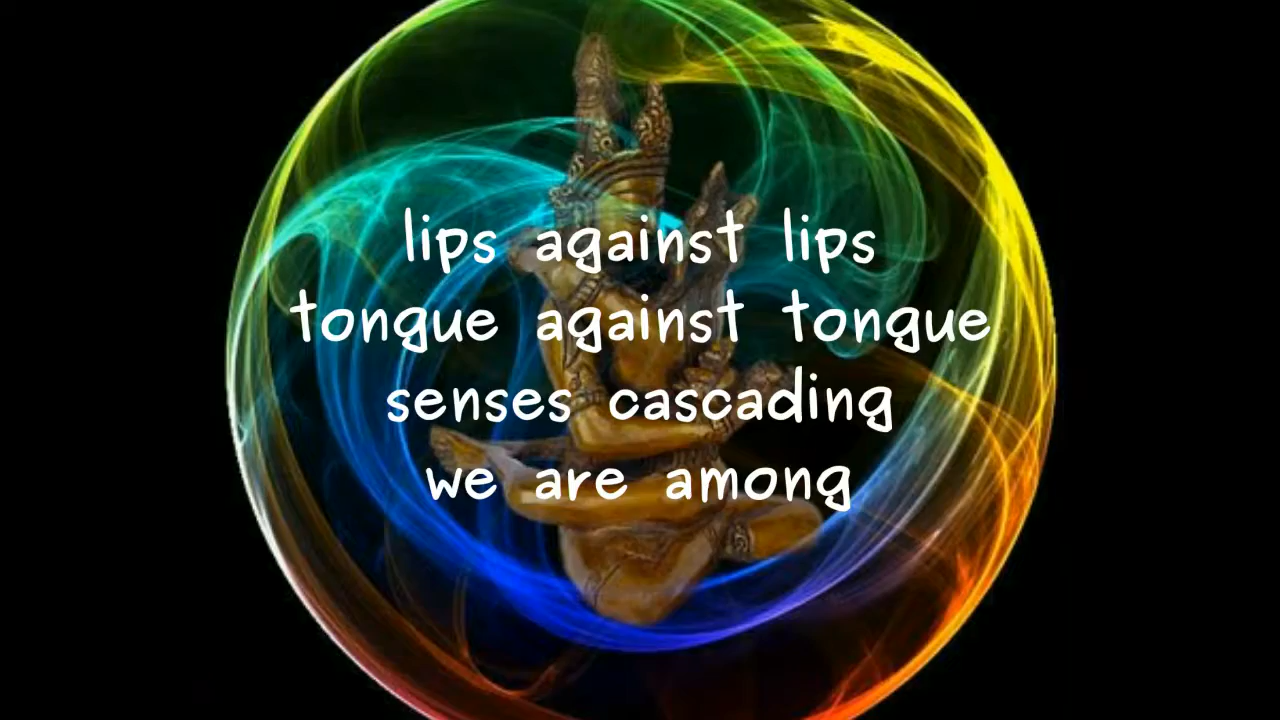 lips against lips
tongue against tongue
senses cascading
we are among